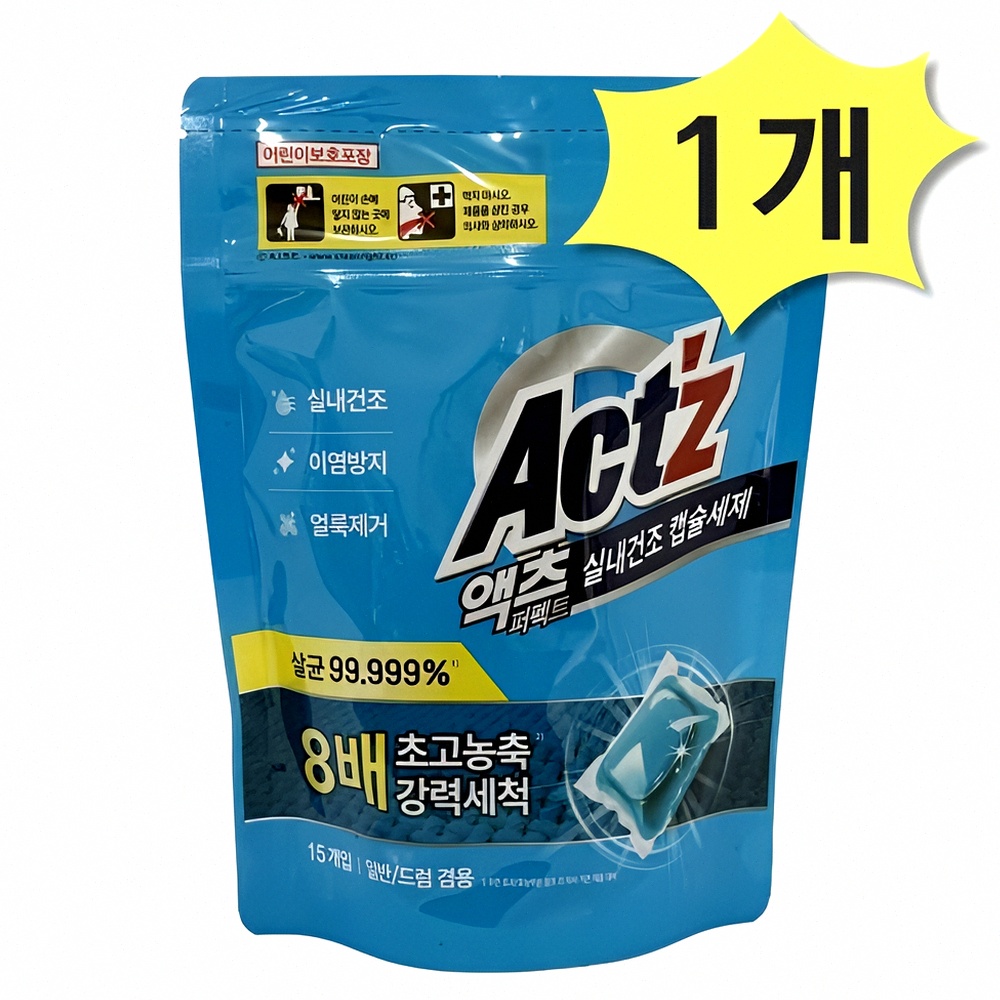 1개
어린이보호포장
어린이 손에
닿지 않는 곳에
보관하시오
먹지 마시오.
제품을 삼킨 경우
의사와 상의하시오.
실내건조
이염방지
얼룩제거
Act'z
액츠
퍼펙트
실내건조 캡슐세제
살균 99.999% 1)
8배
초고농축 2)
강력세척
15개입 | 일반/드럼 겸용